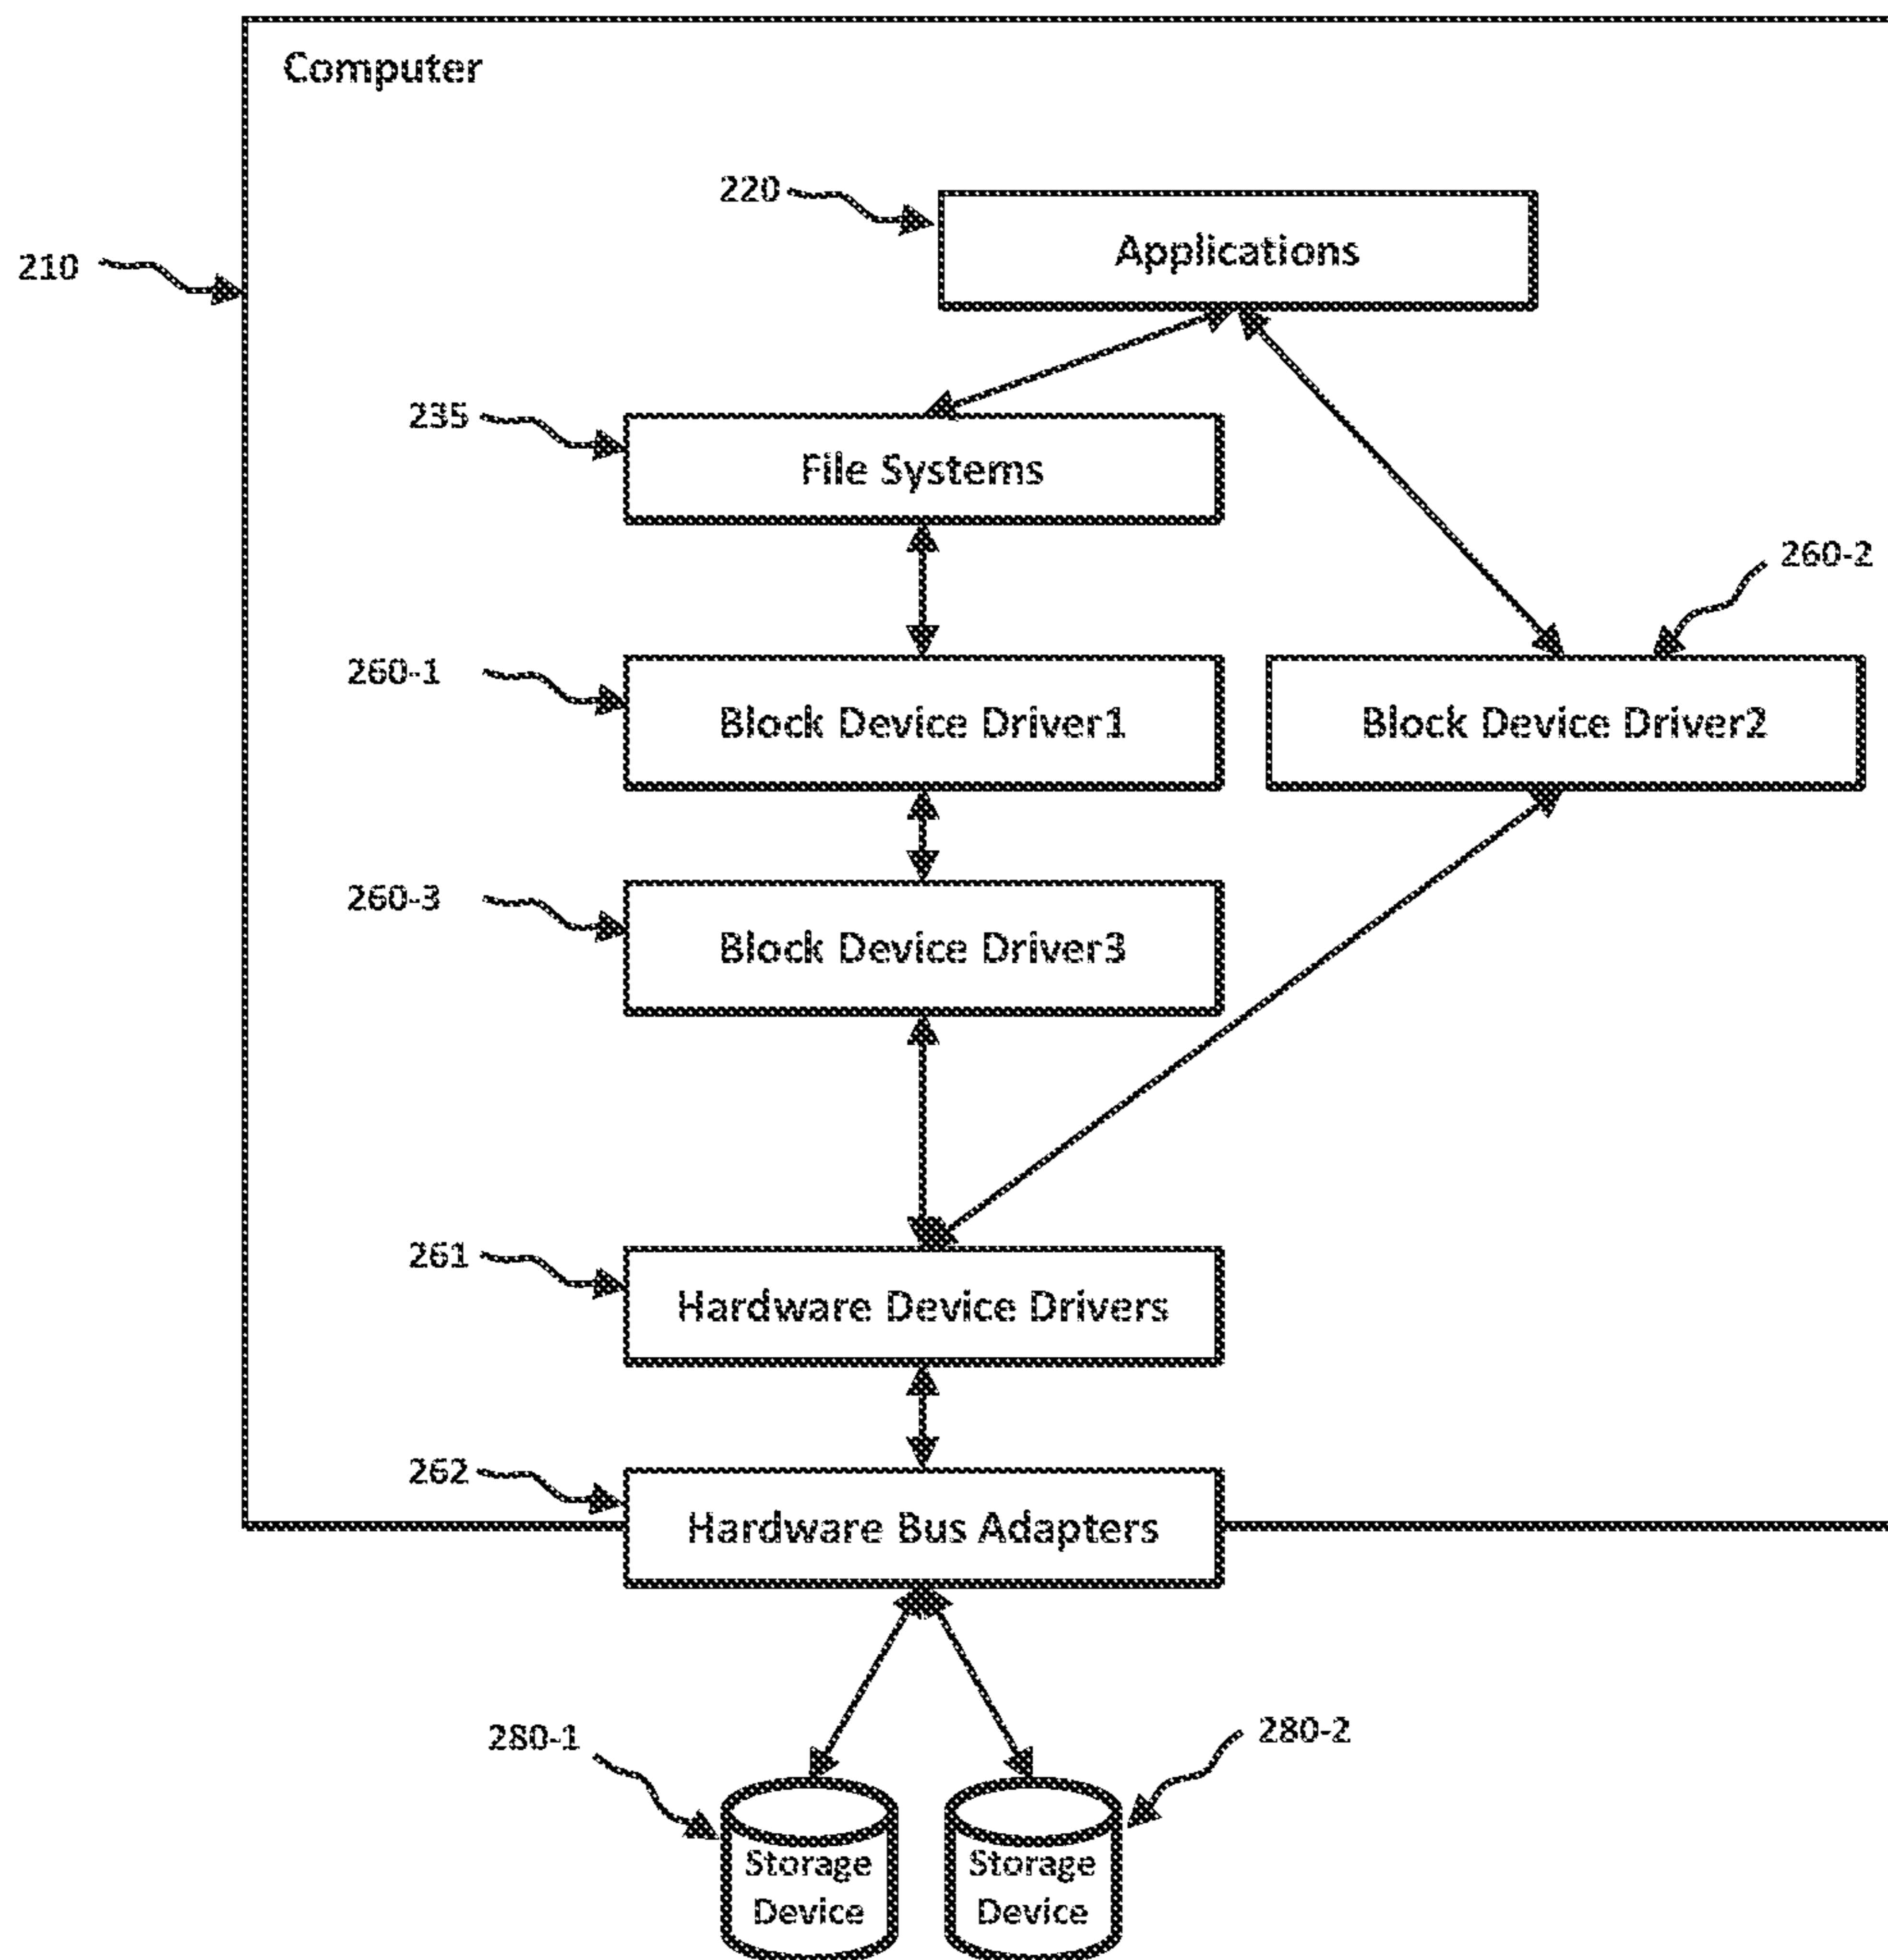 Computer
220
Applications
210
235
File Systems
260-2
260-1
Block Device Driver1
Block Device Driver2
260-3
Block Device Driver3
261
Hardware Device Drivers
262
Hardware Bus Adapters
280-1
280-2
Storage
Device
Storage
Device